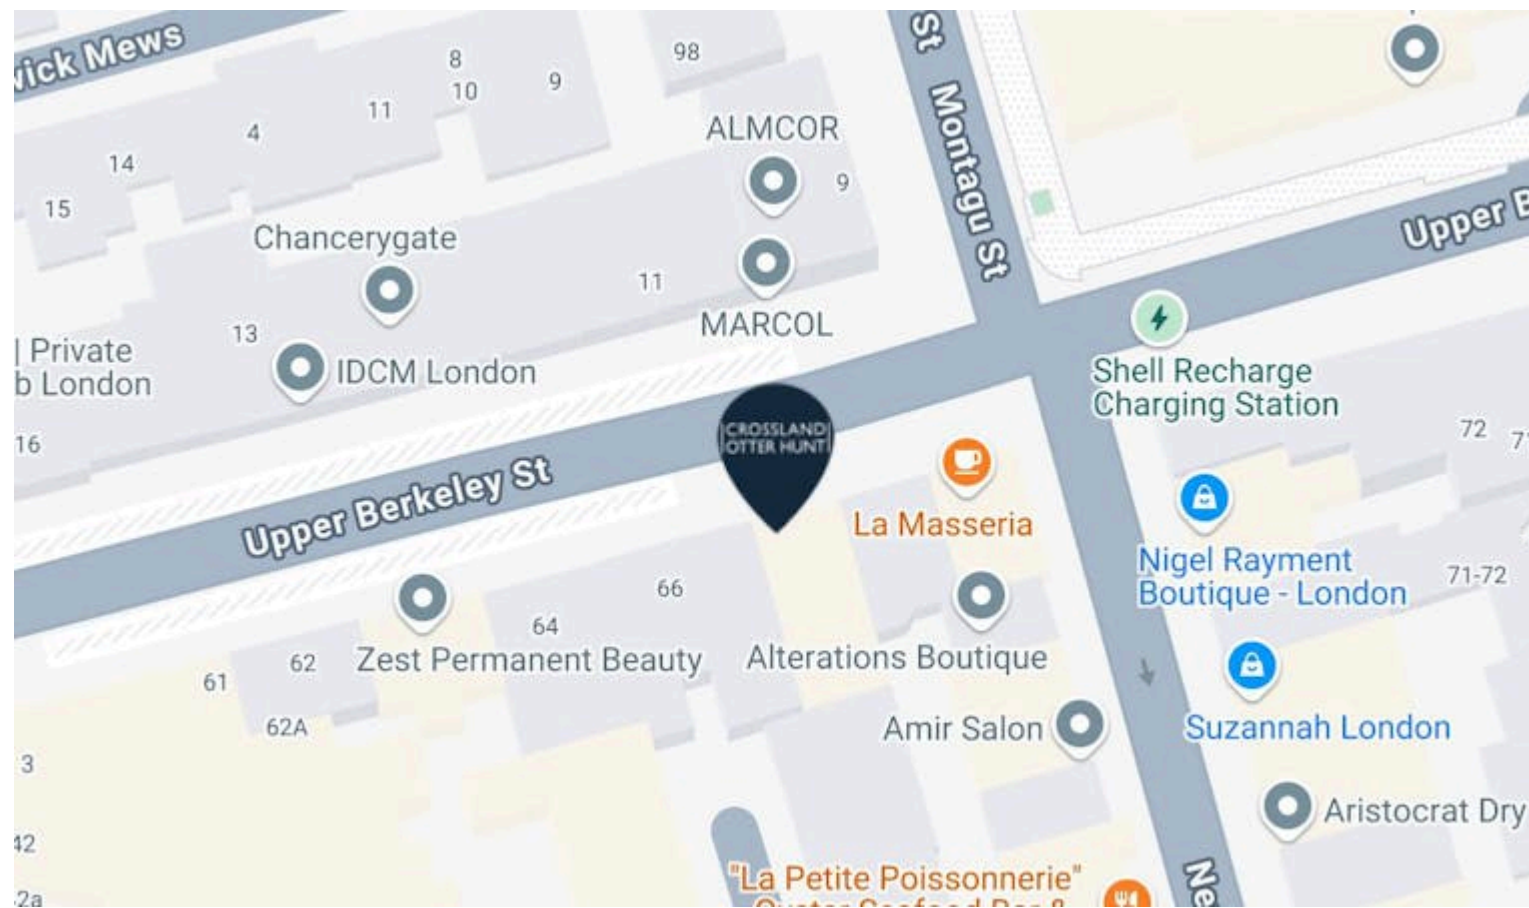 wick Mews
8
10
9
98
11
4
14
15
St
Montagu St
ALMCOR
9
Chancerygate
11
MARCOL
13
| Private
b London
IDCM London
16
Upper B
Shell Recharge
Charging Station
CROSSLAND
OTTER HUNT
72
La Masseria
Upper Berkeley St
Nigel Rayment
Boutique - London
71-72
66
64
62
61
62A
Zest Permanent Beauty
Alterations Boutique
Amir Salon
Suzannah London
3
Aristocrat Dry
42
2a
"La Petite Poissonnerie"
Oyster Seafood Bar &
Ne